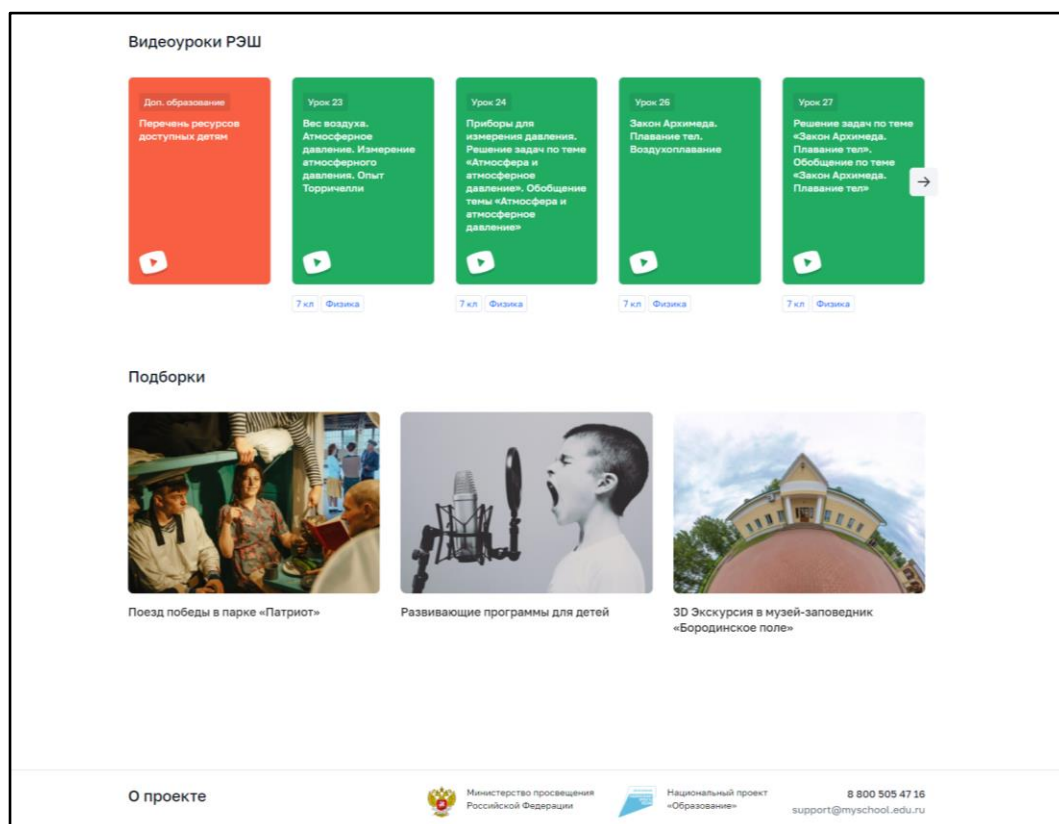 Видеоуроки РЭШ
Доп. образование
Перечень ресурсов
доступных детям
Урок 23
Вес воздуха.
Атмосферное
давление. Измерение
атмосферного
давления. Опыт
Торричелли
7 кл Физика
Урок 24
Приборы для
измерения давления.
Решение задач по теме
«Атмосфера и
атмосферное
давление». Обобщение
темы «Атмосфера и
атмосферное
давление»
7 кл Физика
Урок 26
Закон Архимеда.
Плавание тел.
Воздухоплавание
7 кл Физика
Урок 27
Решение задач по теме
«Закон Архимеда.
Плавание тел».
Обобщение по теме
«Закон Архимеда.
Плавание тел»
7 кл Физика
Подборки
Поезд победы в парке «Патриот»
Развивающие программы для детей
3D Экскурсия в музей-заповедник
«Бородинское поле»
О проекте
Министерство просвещения
Российской Федерации
Национальный проект
«Образование»
8 800 505 47 16
support@myschool.edu.ru